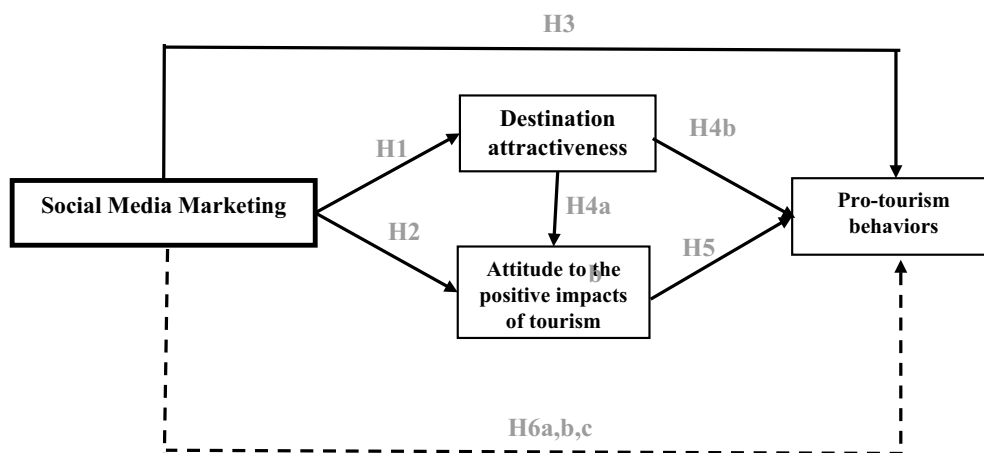 H3
Destination
attractiveness
H4b
H1
Social Media Marketing
Pro-tourism
behaviors
H4a
H2
H5
Attitude to the
b
positive impacts
of tourism
H6a,b,c